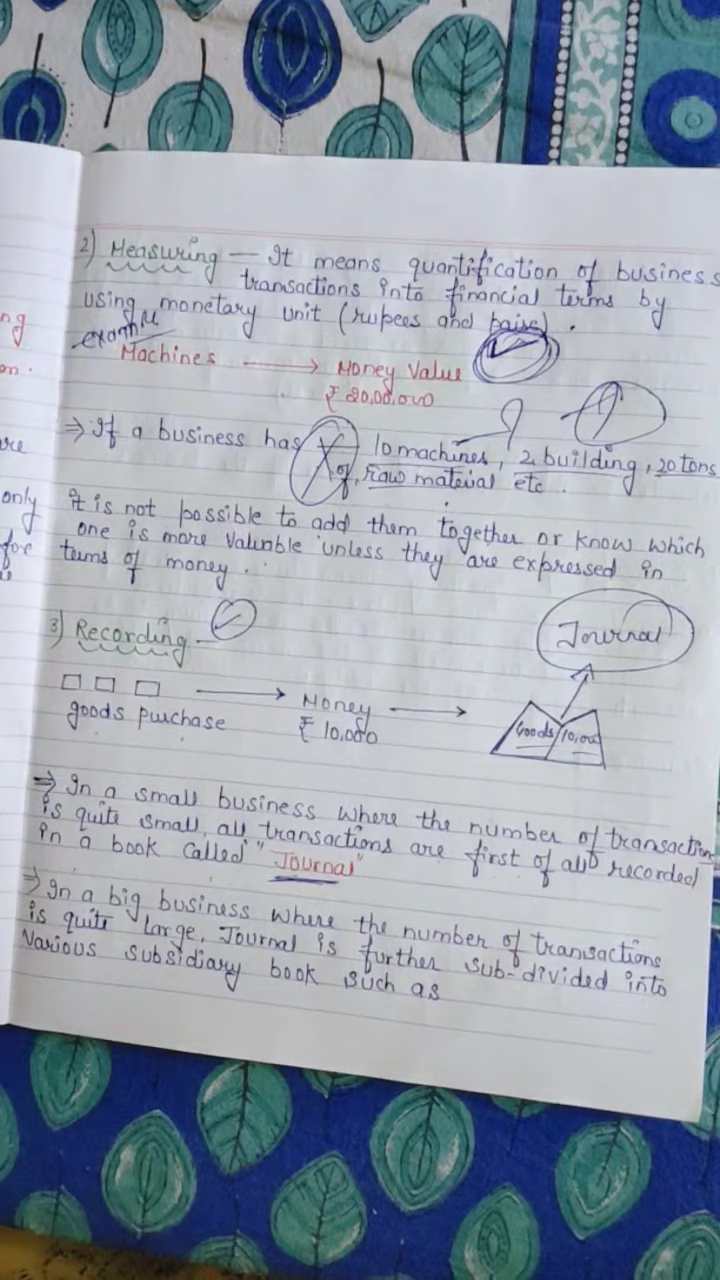 2) Measuring — It means quantification of business
transactions into financial terms by
using monetary unit (rupees and paise).
example
Machines → Money Value
₹ 20,00,000
⇒ If a business has 10 machines, 2 building, 20 tons
of raw material etc.
it is not possible to add them together or know which
one is more valuable unless they are expressed in
terms of money.
3) Recording -
goods purchase → Money →
₹ 10,000
Goods 10,000
Journal
⇒ In a small business where the number of transactions
is quite small, all transactions are first of all recorded
in a book called "Journal"
⇒ In a big business where the number of transactions
is quite large, Journal is further sub-divided into
various subsidiary book such as
ng
on.
only
for